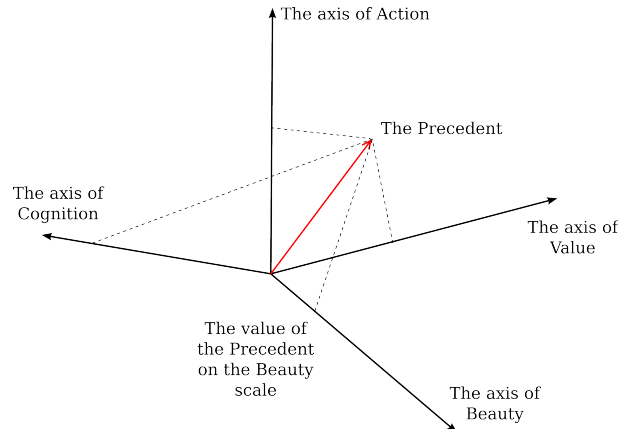 The axis of Action
The Precedent
The axis of
Cognition
The axis of
Value
The value of
the Precedent
on the Beauty
scale
The axis of
Beauty